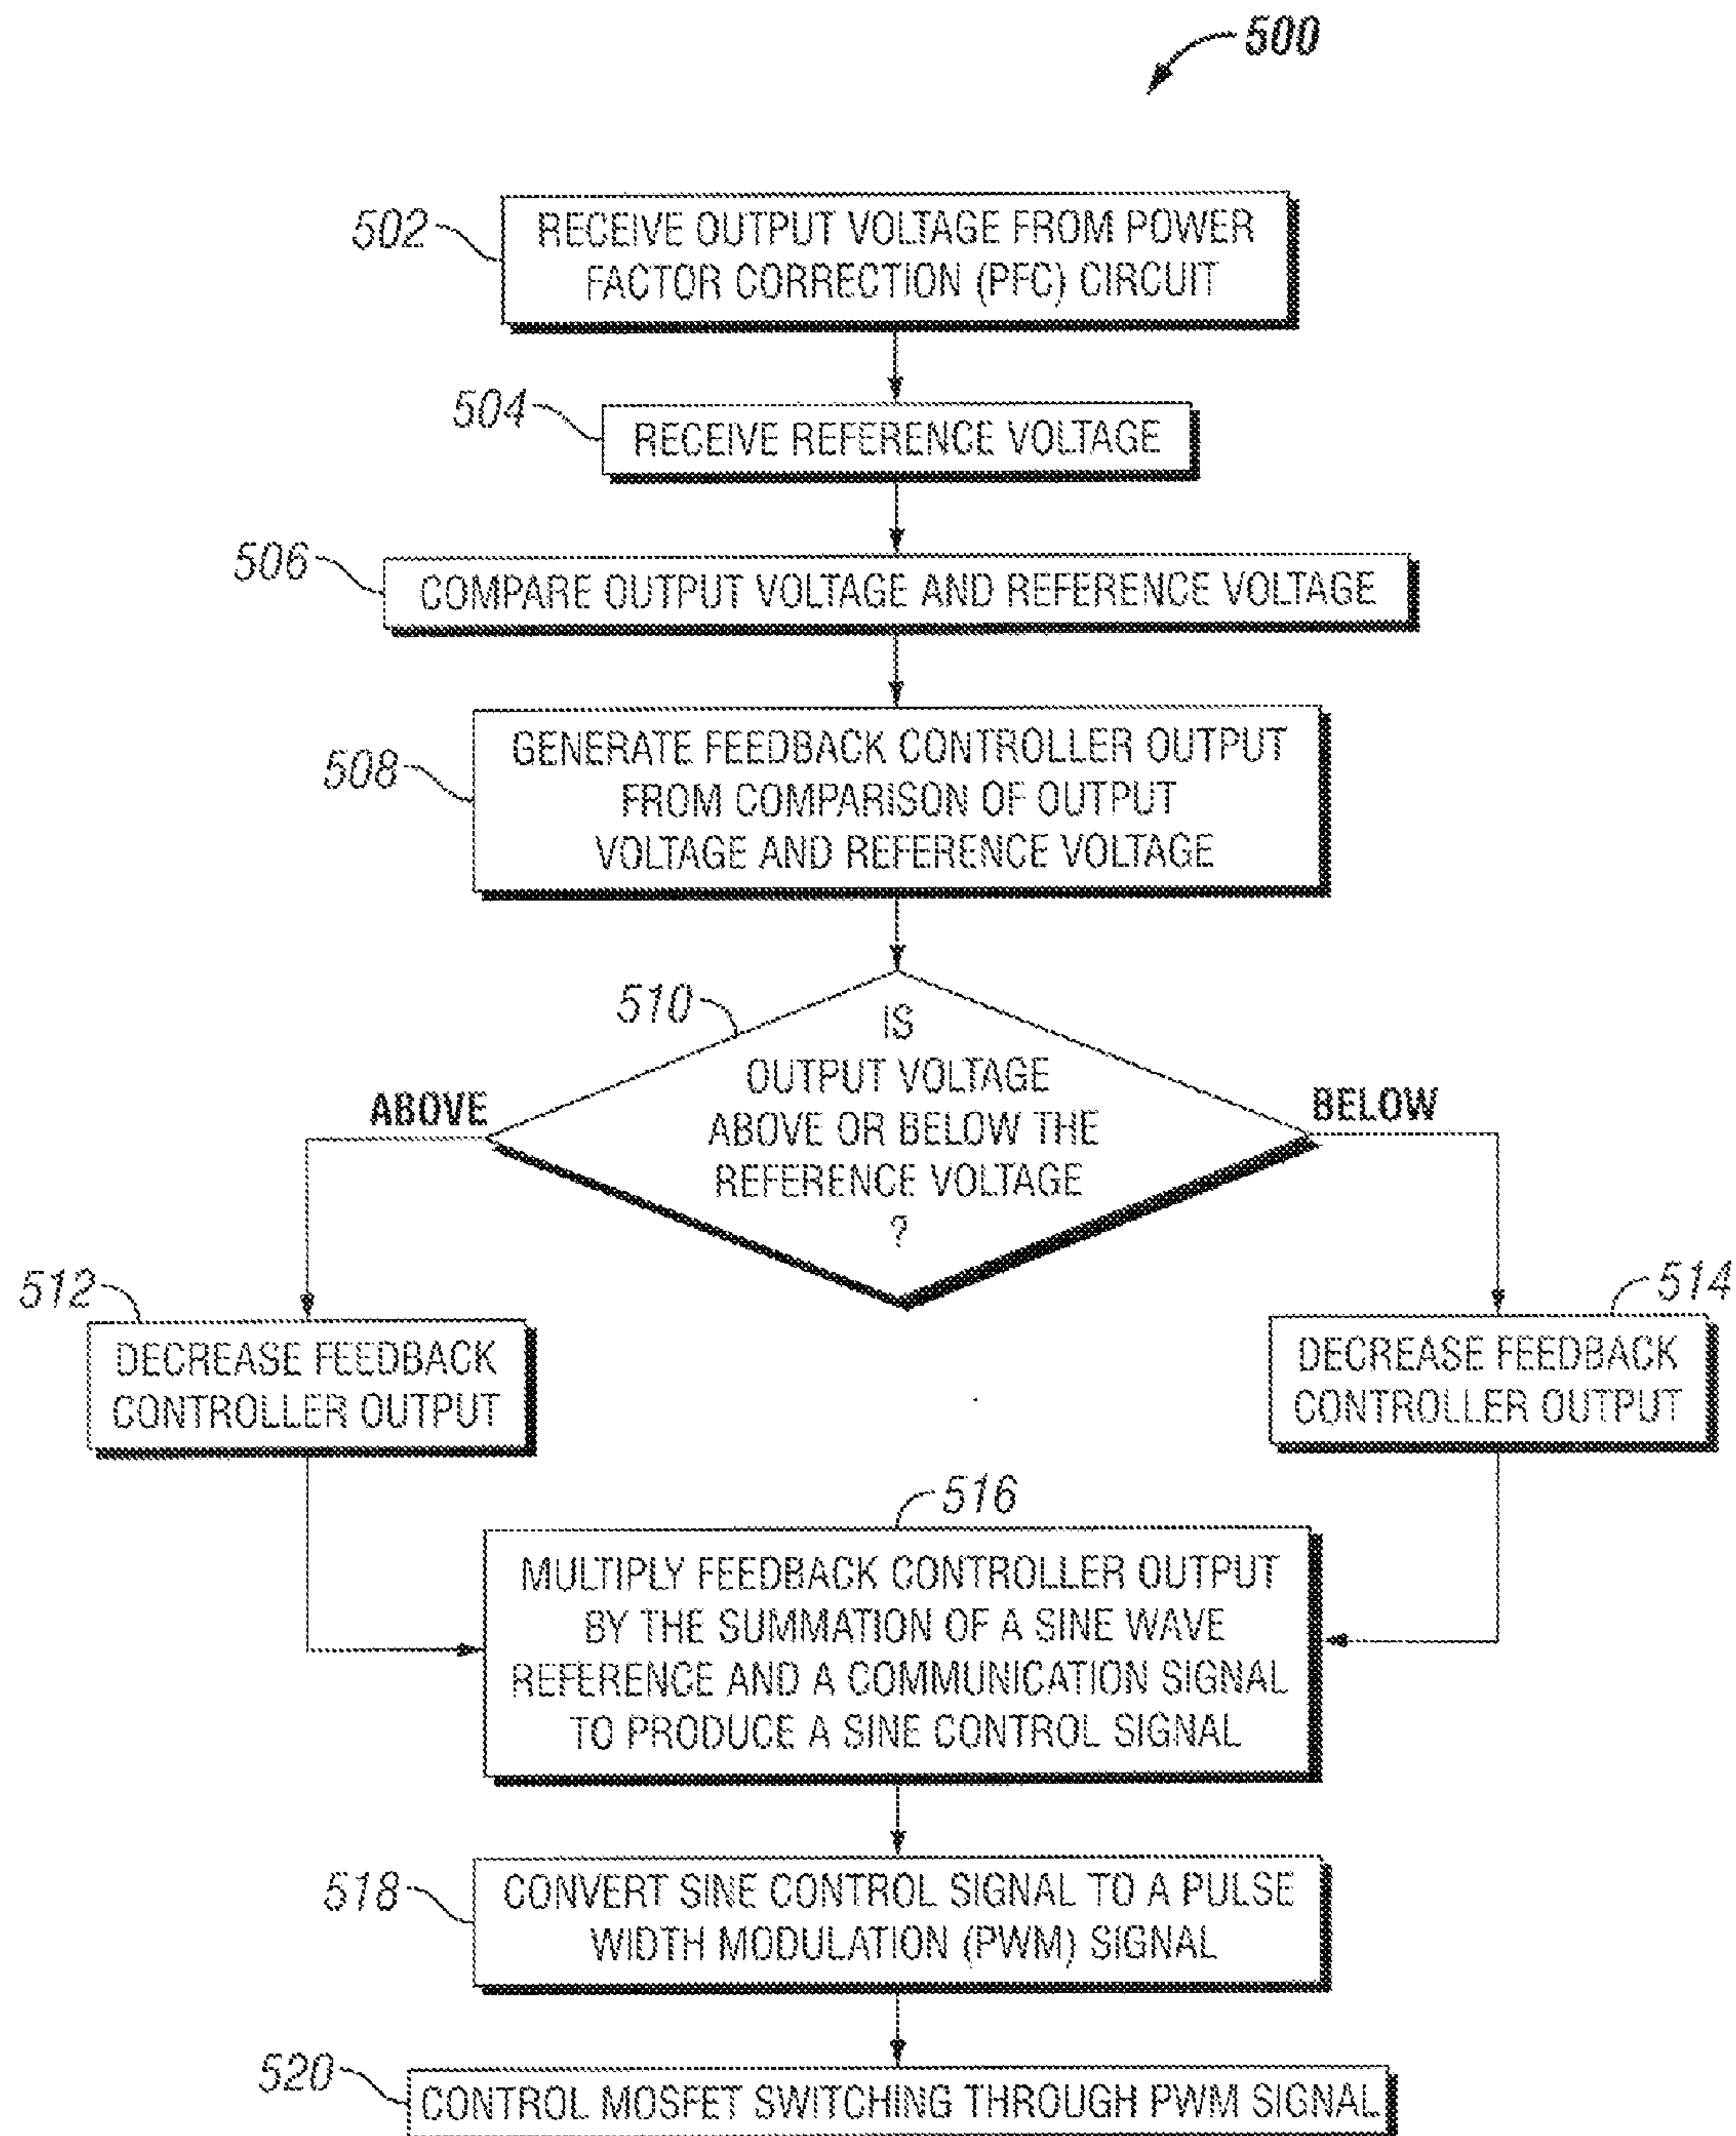 500
502
RECEIVE OUTPUT VOLTAGE FROM POWER
FACTOR CORRECTION (PFC) CIRCUIT
504
RECEIVE REFERENCE VOLTAGE
506
COMPARE OUTPUT VOLTAGE AND REFERENCE VOLTAGE
508
GENERATE FEEDBACK CONTROLLER OUTPUT
FROM COMPARISON OF OUTPUT
VOLTAGE AND REFERENCE VOLTAGE
510
IS
OUTPUT VOLTAGE
ABOVE OR BELOW THE
REFERENCE VOLTAGE
?
ABOVE
BELOW
512
DECREASE FEEDBACK
CONTROLLER OUTPUT
514
DECREASE FEEDBACK
CONTROLLER OUTPUT
516
MULTIPLY FEEDBACK CONTROLLER OUTPUT
BY THE SUMMATION OF A SINE WAVE
REFERENCE AND A COMMUNICATION SIGNAL
TO PRODUCE A SINE CONTROL SIGNAL
518
CONVERT SINE CONTROL SIGNAL TO A PULSE
WIDTH MODULATION (PWM) SIGNAL
520
CONTROL MOSFET SWITCHING THROUGH PWM SIGNAL